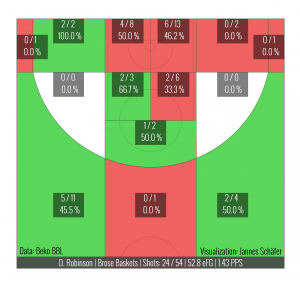 2 / 2
100.0 %
4 / 8
50.0 %
6 / 13
46.2 %
0 / 2
0.0 %
0 / 1
0.0 %
0 / 1
0.0 %
0 / 0
0.0 %
2 / 3
66.7 %
2 / 6
33.3 %
0 / 0
0.0 %
1 / 2
50.0 %
5 / 11
45.5 %
0 / 1
0.0 %
2 / 4
50.0 %
Data: Beko BBL
Visualization: Jannes Schäfer
D. Robinson | Brose Baskets | Shots: 24 / 54 | 52.8 eFG | 1.43 PPS